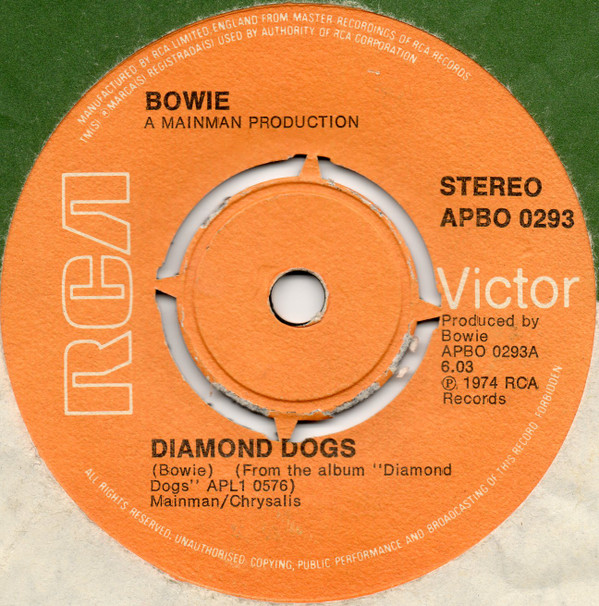 MANUFACTURED BY RCA LIMITED, ENGLAND FROM MASTER RECORDINGS OF RCA RECORDS
TM(S) ® MARCA(S) REGISTRADA(S) USED BY AUTHORITY OF RCA CORPORATION
BOWIE
A MAINMAN PRODUCTION
RCA
STEREO
APBO 0293
Victor
Produced by
Bowie
APBO 0293A
6.03
℗ 1974 RCA
Records
DIAMOND DOGS
(Bowie) (From the album "Diamond
Dogs" APL1 0576)
Mainman/Chrysalis
ALL RIGHTS RESERVED, UNAUTHORISED COPYING, PUBLIC PERFORMANCE AND BROADCASTING OF THIS RECORD FORBIDDEN